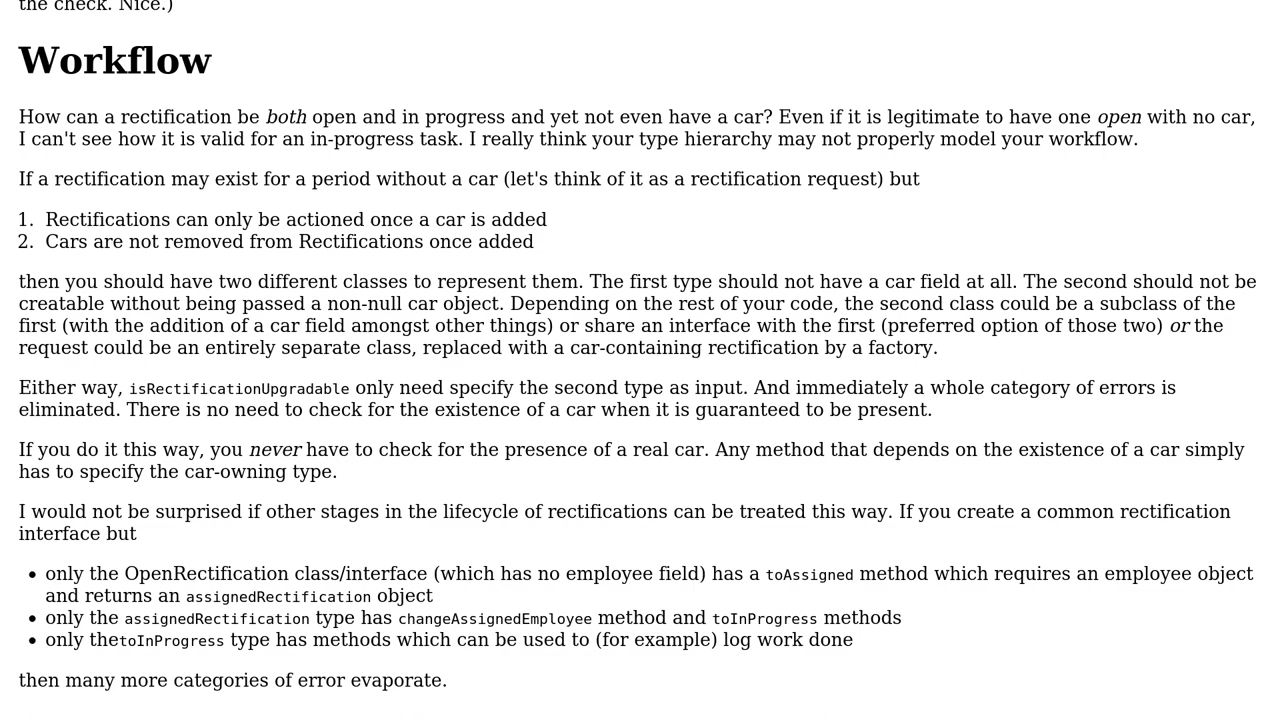 the check. Nice.)
Workflow
How can a rectification be both open and in progress and yet not even have a car? Even if it is legitimate to have one open with no car,
I can't see how it is valid for an in-progress task. I really think your type hierarchy may not properly model your workflow.
If a rectification may exist for a period without a car (let's think of it as a rectification request) but
1. Rectifications can only be actioned once a car is added
2. Cars are not removed from Rectifications once added
then you should have two different classes to represent them. The first type should not have a car field at all. The second should not be
creatable without being passed a non-null car object. Depending on the rest of your code, the second class could be a subclass of the
first (with the addition of a car field amongst other things) or share an interface with the first (preferred option of those two) or the
request could be an entirely separate class, replaced with a car-containing rectification by a factory.
Either way, isRectificationUpgradable only need specify the second type as input. And immediately a whole category of errors is
eliminated. There is no need to check for the existence of a car when it is guaranteed to be present.
If you do it this way, you never have to check for the presence of a real car. Any method that depends on the existence of a car simply
has to specify the car-owning type.
I would not be surprised if other stages in the lifecycle of rectifications can be treated this way. If you create a common rectification
interface but
• only the OpenRectification class/interface (which has no employee field) has a toAssigned method which requires an employee object
and returns an assignedRectification object
• only the assignedRectification type has changeAssignedEmployee method and toInProgress methods
• only thetoInProgress type has methods which can be used to (for example) log work done
then many more categories of error evaporate.